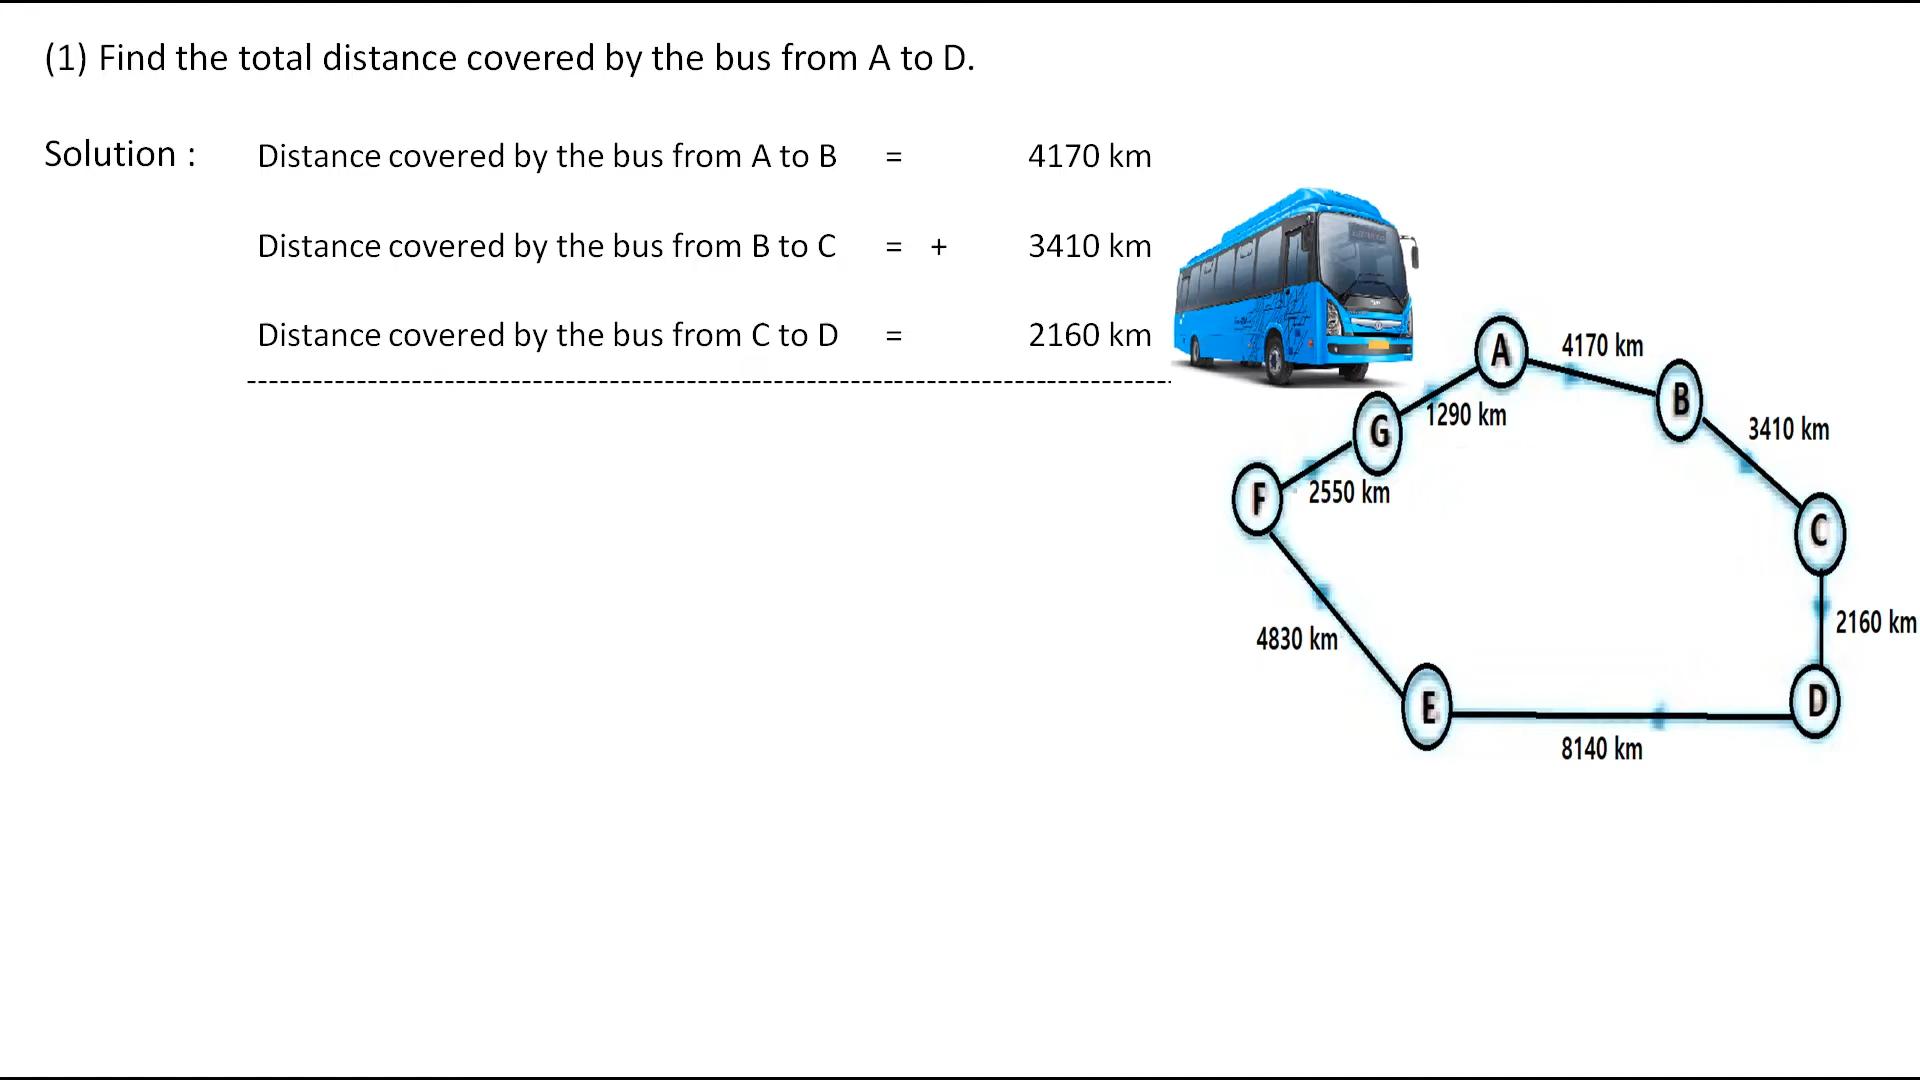 (1) Find the total distance covered by the bus from A to D.
Solution : Distance covered by the bus from A to B = 4170 km
Distance covered by the bus from B to C = + 3410 km
Distance covered by the bus from C to D = 2160 km
A
4170 km
B
G
1290 km
3410 km
F
2550 km
C
4830 km
2160 km
E
D
8140 km